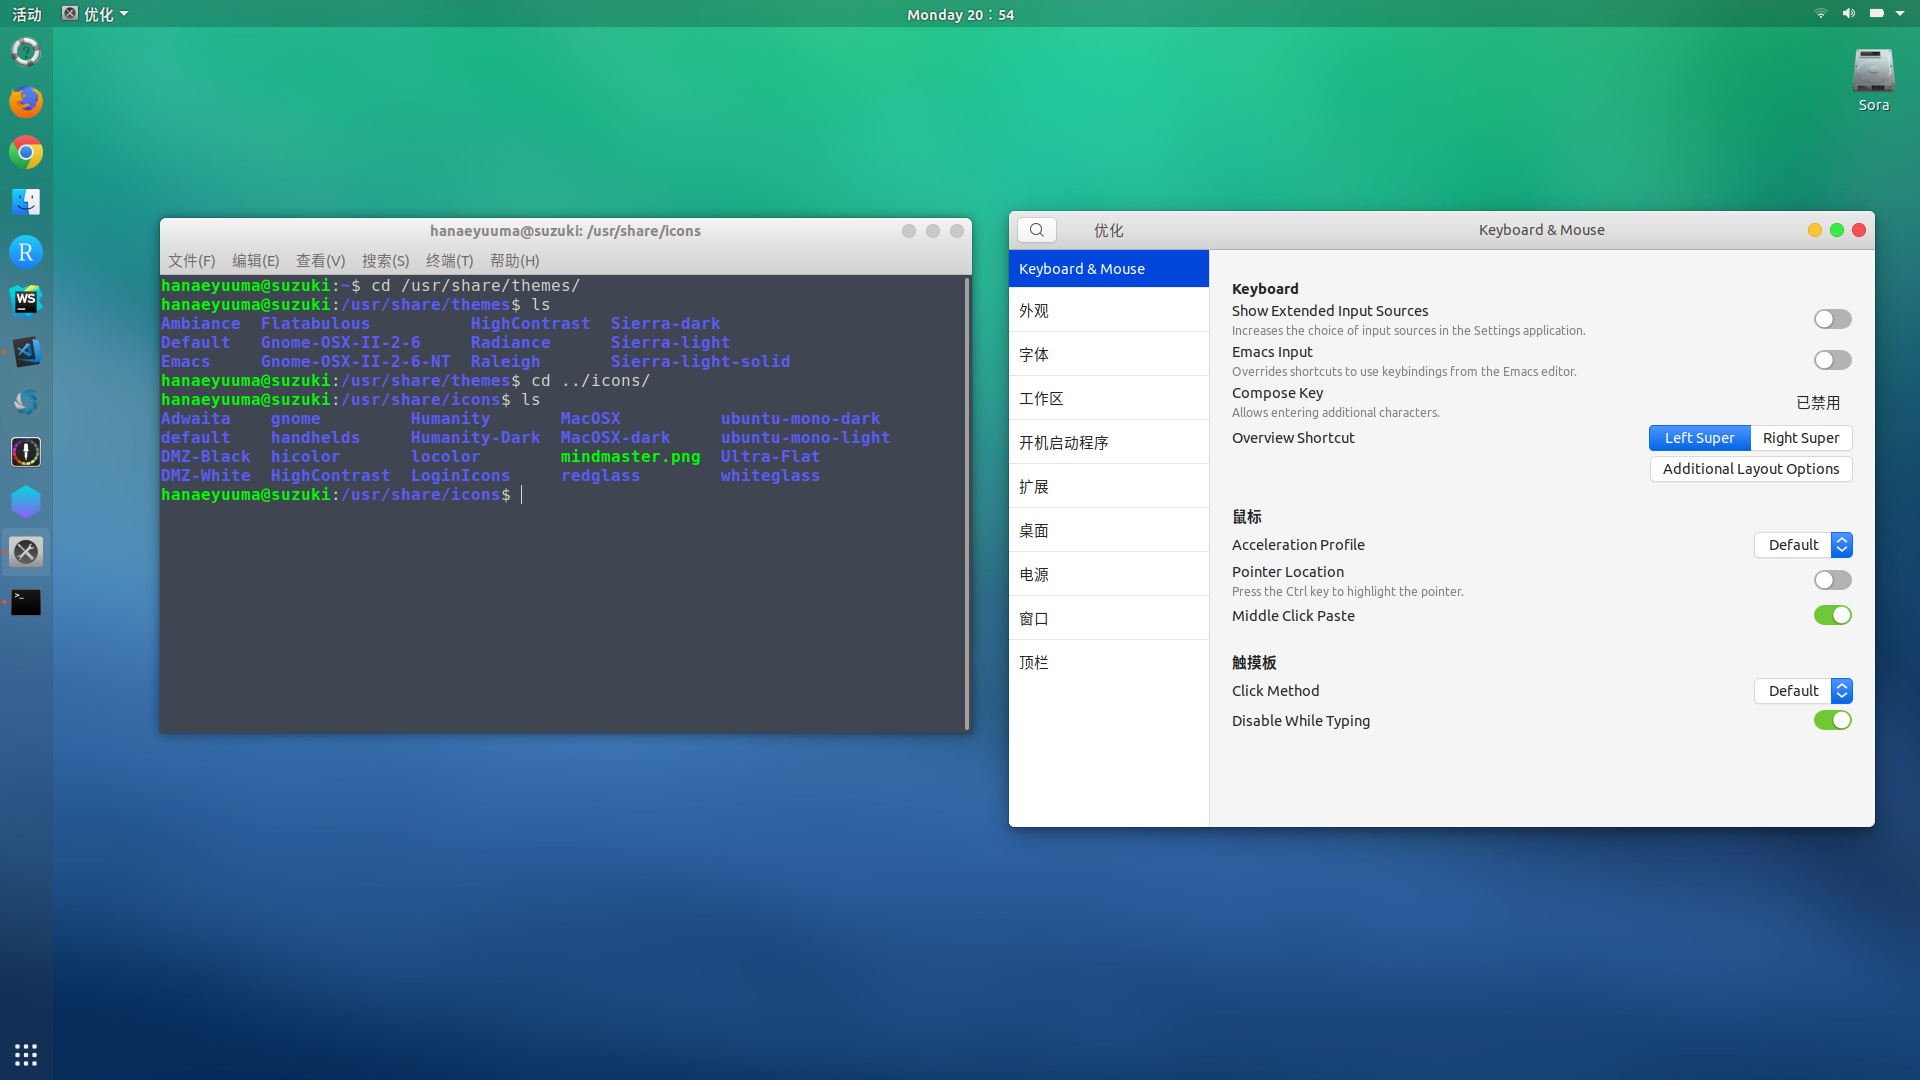 活动 优化 Monday 20：54
Sora
hanaeyuuma@suzuki: /usr/share/icons
文件(F) 编辑(E) 查看(V) 搜索(S) 终端(T) 帮助(H)
hanaeyuuma@suzuki:~$ cd /usr/share/themes/
hanaeyuuma@suzuki:/usr/share/themes$ ls
Ambiance Flatabulous HighContrast Sierra-dark
Default Gnome-OSX-II-2-6 Radiance Sierra-light
Emacs Gnome-OSX-II-2-6-NT Raleigh Sierra-light-solid
hanaeyuuma@suzuki:/usr/share/themes$ cd ../icons/
hanaeyuuma@suzuki:/usr/share/icons$ ls
Adwaita gnome Humanity MacOSX ubuntu-mono-dark
default handhelds Humanity-Dark MacOSX-dark ubuntu-mono-light
DMZ-Black hicolor locolor mindmaster.png Ultra-Flat
DMZ-White HighContrast LoginIcons redglass whiteglass
hanaeyuuma@suzuki:/usr/share/icons$
优化 Keyboard & Mouse
Keyboard & Mouse
外观
字体
工作区
开机启动程序
扩展
桌面
电源
窗口
顶栏
Keyboard
Show Extended Input Sources
Increases the choice of input sources in the Settings application.
Emacs Input
Overrides shortcuts to use keybindings from the Emacs editor.
Compose Key
Allows entering additional characters.
已禁用
Overview Shortcut Left Super Right Super
Additional Layout Options
鼠标
Acceleration Profile Default
Pointer Location
Press the Ctrl key to highlight the pointer.
Middle Click Paste
触摸板
Click Method Default
Disable While Typing
R
WS
>_